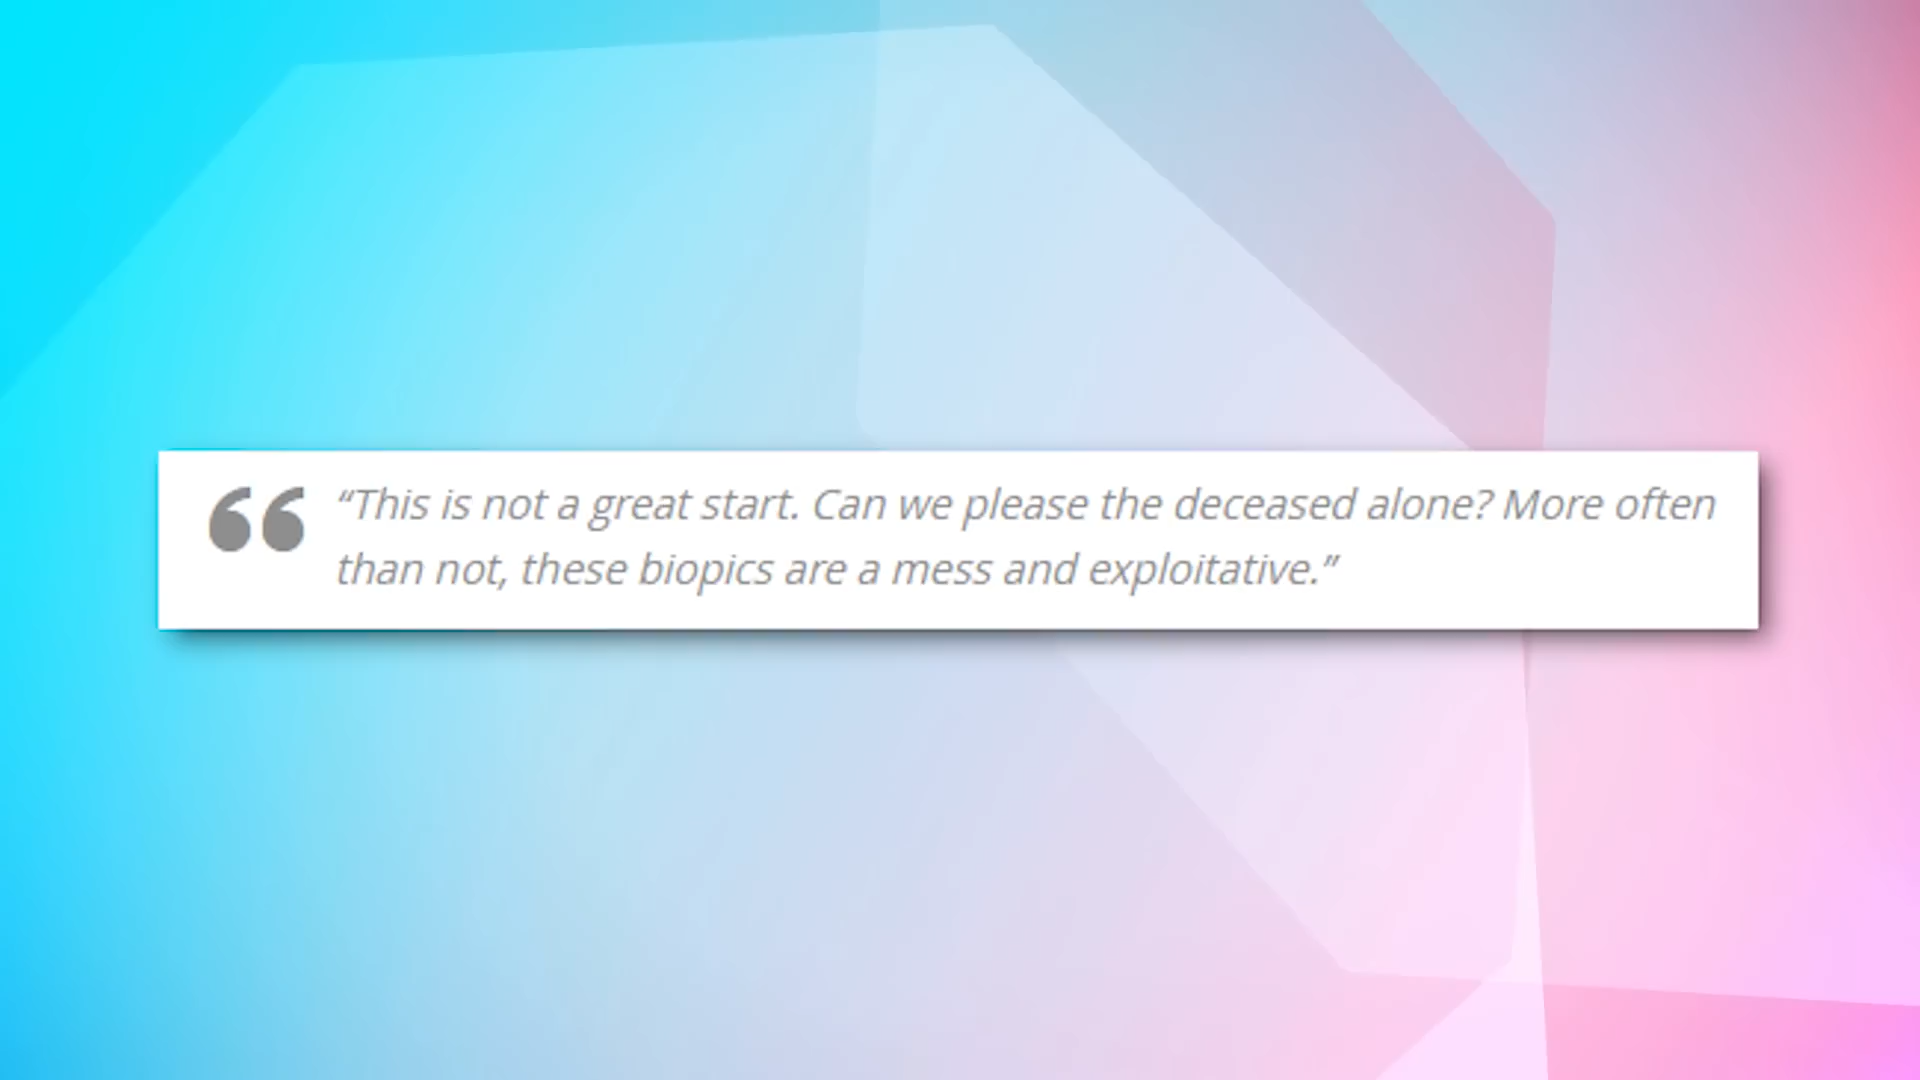 “This is not a great start. Can we please the deceased alone? More often
than not, these biopics are a mess and exploitative.”